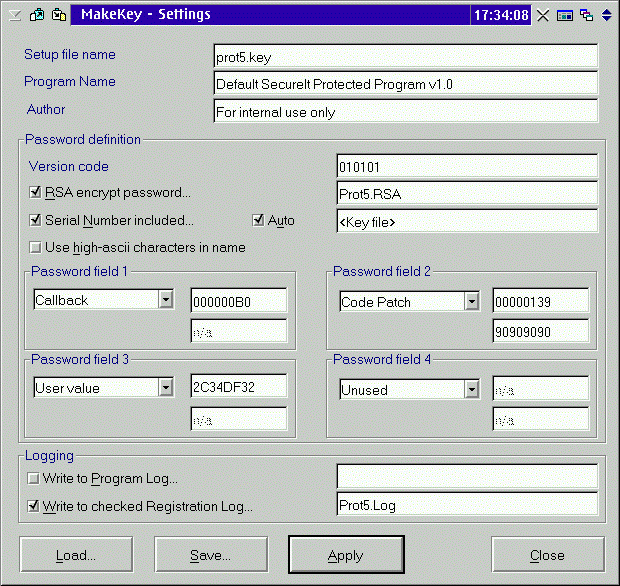 MakeKey - Settings 17:34:08
Setup file name prot5.key
Program Name Default SecureIt Protected Program v1.0
Author For internal use only
Password definition
Version code 010101
RSA encrypt password... Prot5.RSA
Serial Number included... Auto <Key file>
Use high-ascii characters in name
Password field 1 Password field 2
Callback 000000B0 Code Patch 00000139
n/a 90909090
Password field 3 Password field 4
User value 2C34DF32 Unused n/a
n/a n/a
Logging
Write to Program Log...
Write to checked Registration Log... Prot5.Log
Load... Save... Apply Close